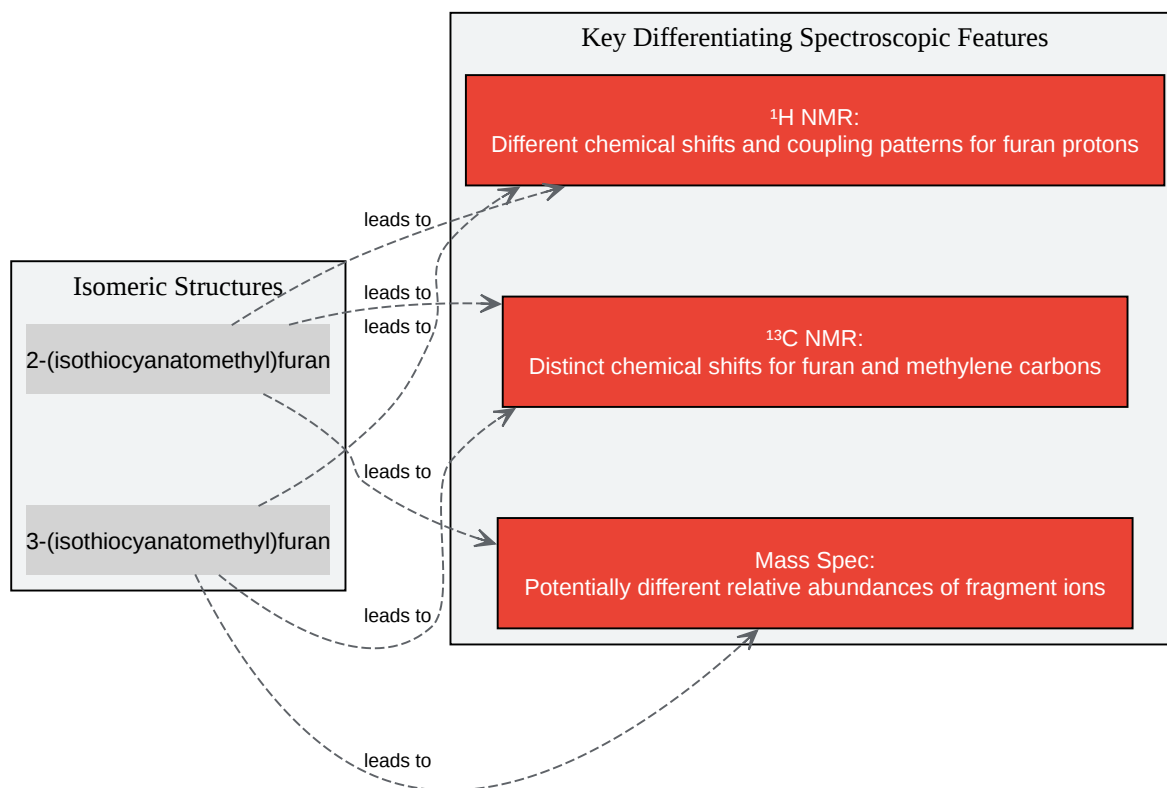 Key Differentiating Spectroscopic Features
¹H NMR:
Different chemical shifts and coupling patterns for furan protons
leads to
Isomeric Structures
leads to
¹³C NMR:
leads to
2-(isothiocyanatomethyl)furan
Distinct chemical shifts for furan and methylene carbons
leads to
3-(isothiocyanatomethyl)furan
Mass Spec:
Potentially different relative abundances of fragment ions
leads to
leads to